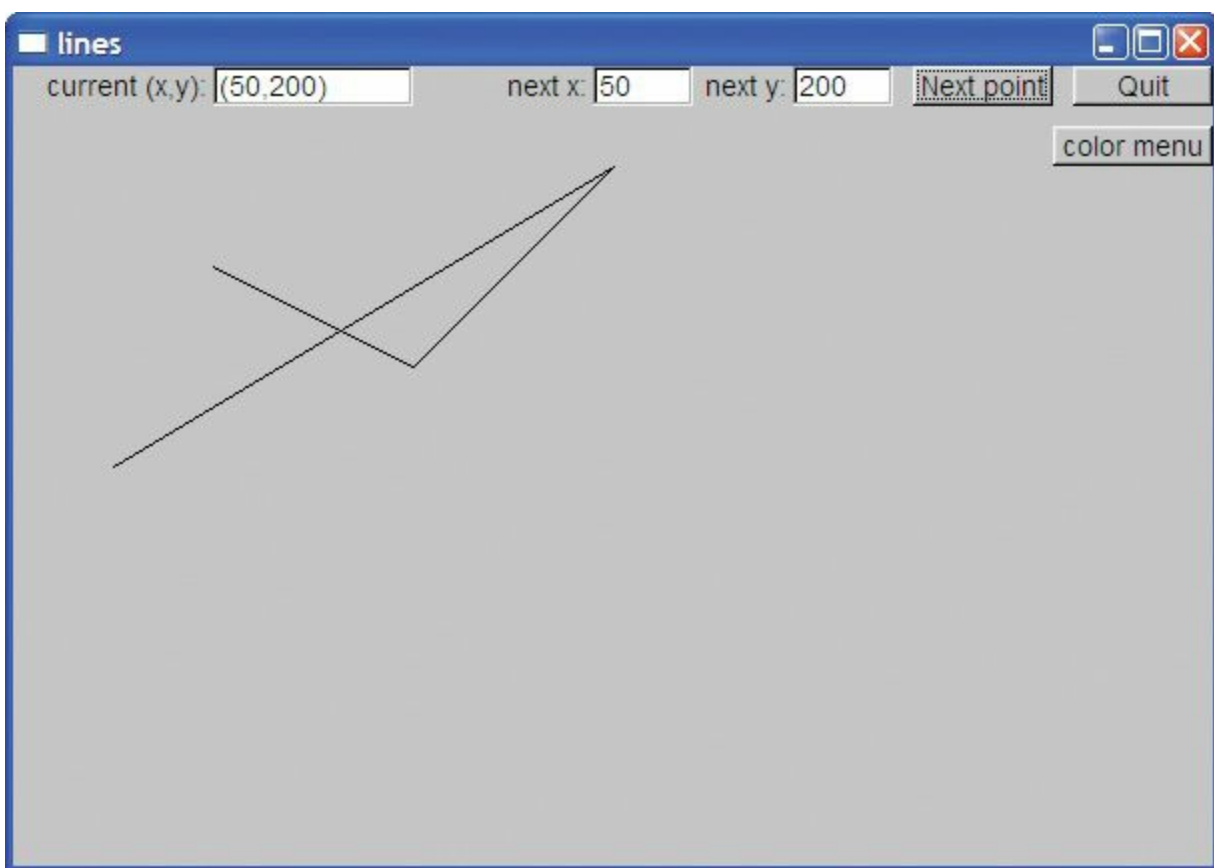 lines
current (x,y): (50,200) next x: 50 next y: 200 Next point Quit
color menu